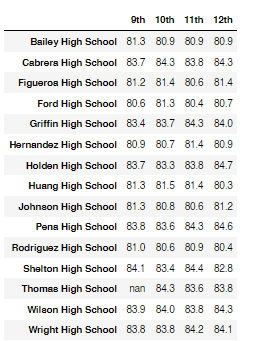 9th 10th 11th 12th
Bailey High School 81.3 80.9 80.9 80.9
Cabrera High School 83.7 84.3 83.8 84.3
Figueroa High School 81.2 81.4 80.6 81.4
Ford High School 80.6 81.3 80.4 80.7
Griffin High School 83.4 83.7 84.3 84.0
Hernandez High School 80.9 80.7 81.4 80.9
Holden High School 83.7 83.3 83.8 84.7
Huang High School 81.3 81.5 81.4 80.3
Johnson High School 81.3 80.8 80.6 81.2
Pena High School 83.8 83.6 84.3 84.6
Rodriguez High School 81.0 80.6 80.9 80.4
Shelton High School 84.1 83.4 84.4 82.8
Thomas High School nan 84.3 83.6 83.8
Wilson High School 83.9 84.0 83.8 84.3
Wright High School 83.8 83.8 84.2 84.1